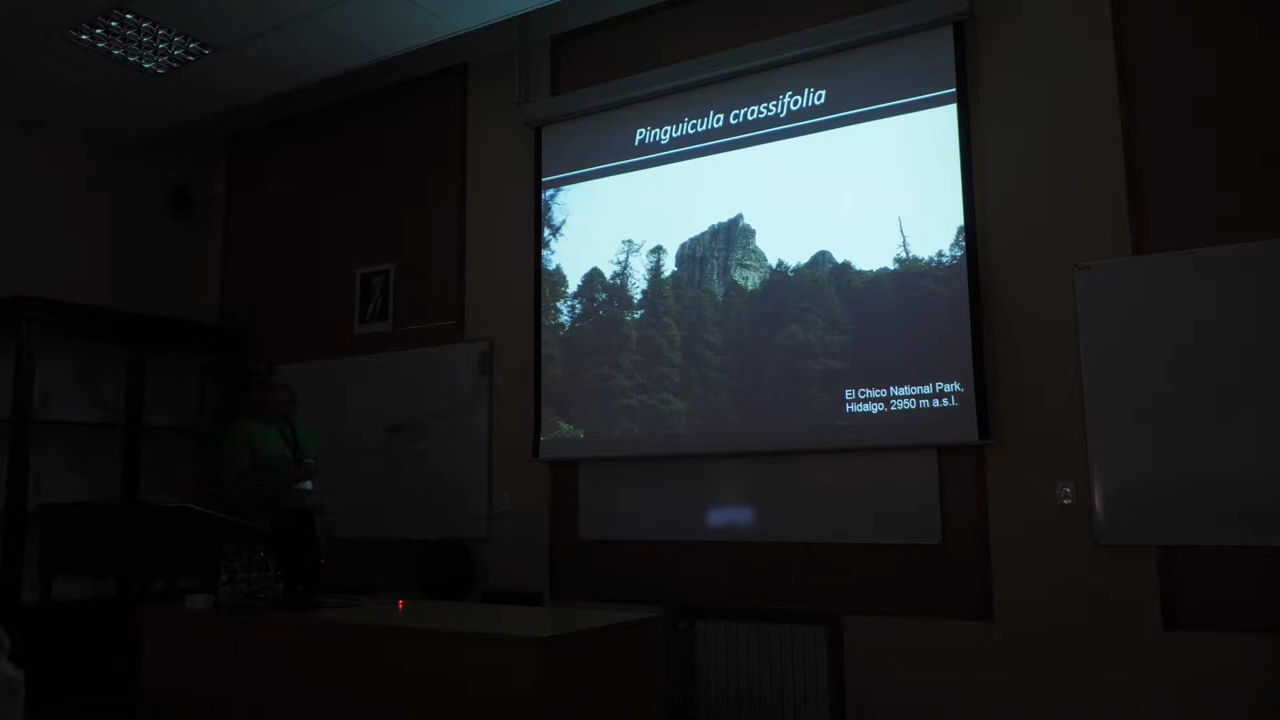 Pinguicula crassifolia
El Chico National Park,
Hidalgo, 2950 m a.s.l.